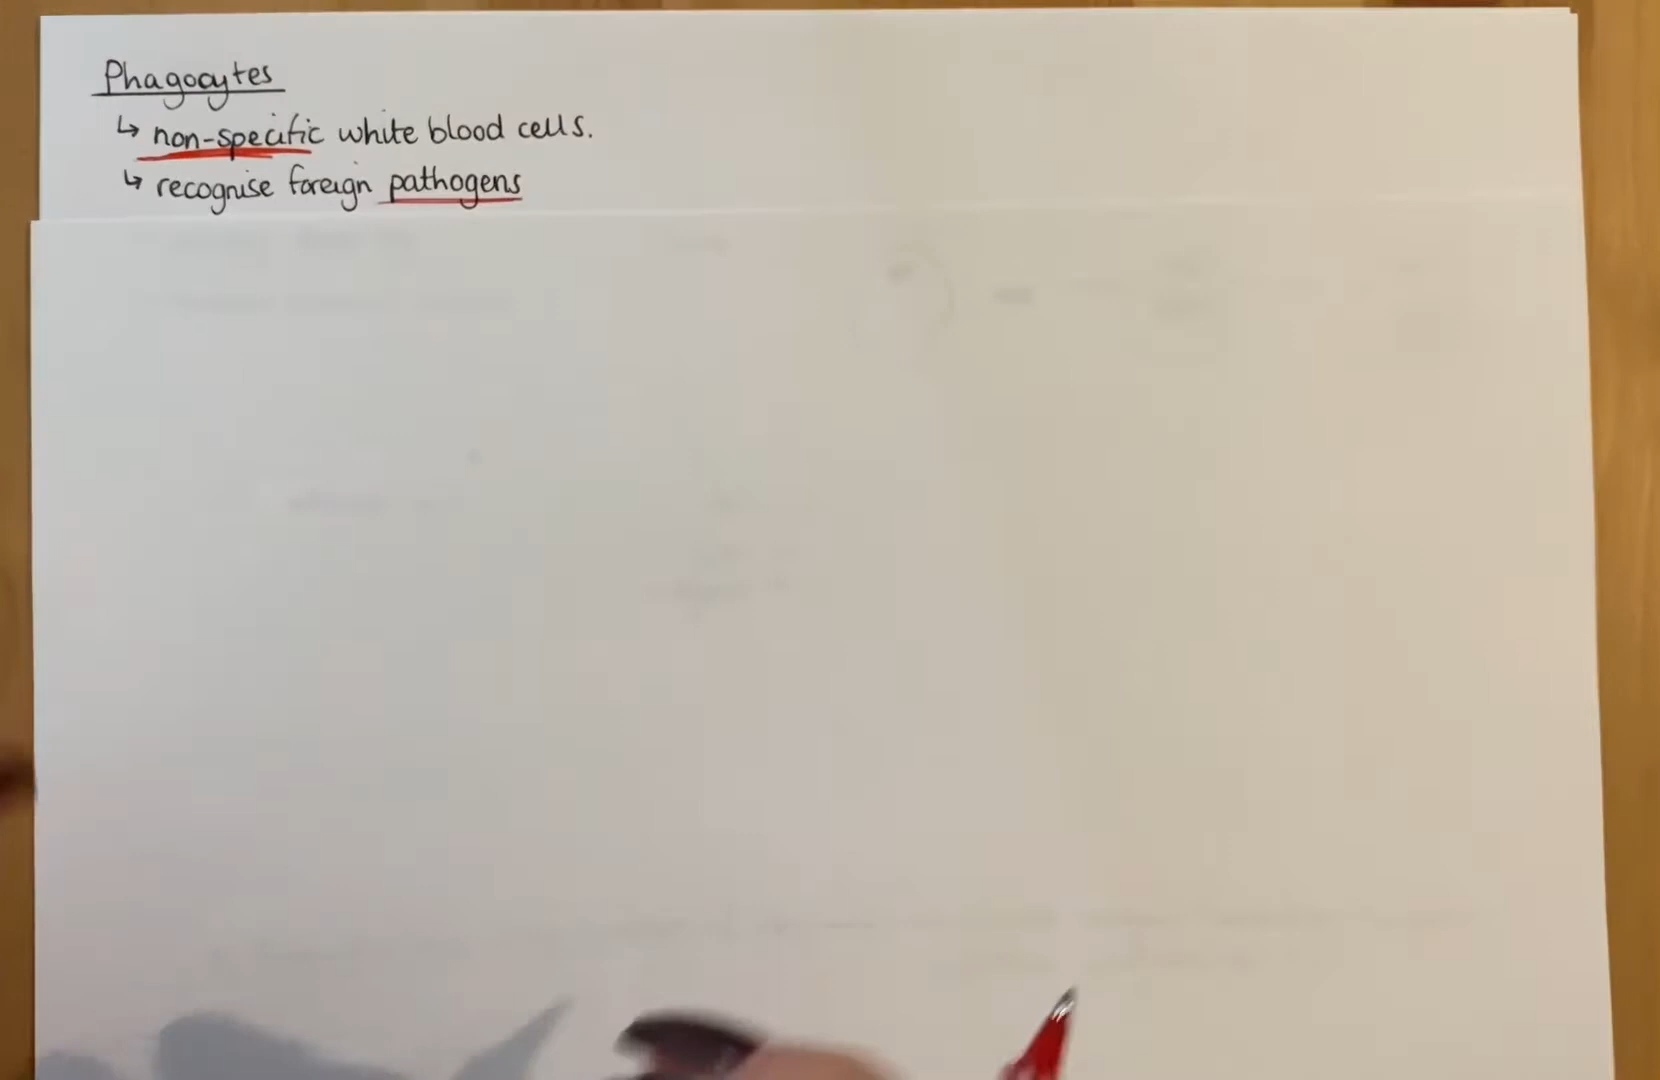 Phagocytes
↳ non-specific white blood cells.
↳ recognise foreign pathogens